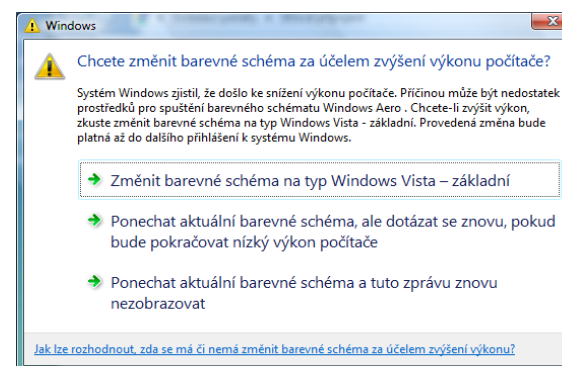 Windows
Chcete změnit barevné schéma za účelem zvýšení výkonu počítače?
Systém Windows zjistil, že došlo ke snížení výkonu počítače. Příčinou může být nedostatek
prostředků pro spuštění barevného schématu Windows Aero . Chcete-li zvýšit výkon,
zkuste změnit barevné schéma na typ Windows Vista - základní. Provedená změna bude
platná až do dalšího přihlášení k systému Windows.
Změnit barevné schéma na typ Windows Vista – základní
Ponechat aktuální barevné schéma, ale dotázat se znovu, pokud
bude pokračovat nízký výkon počítače
Ponechat aktuální barevné schéma a tuto zprávu znovu
nezobrazovat
Jak lze rozhodnout, zda se má či nemá změnit barevné schéma za účelem zvýšení výkonu?